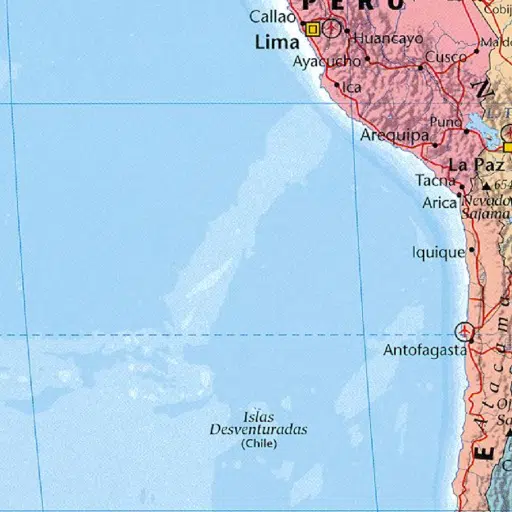 PERU
Callao
Lima
Huancayo
Cobij
Ayacucho
Cusco
Maldo
Ica
Puno
L. T
Arequipa
La Paz
Tacna
654
Arica
Nevado
Sajama
Iquique
Antofagasta
Atacama
Islas
Desventuradas
(Chile)
E